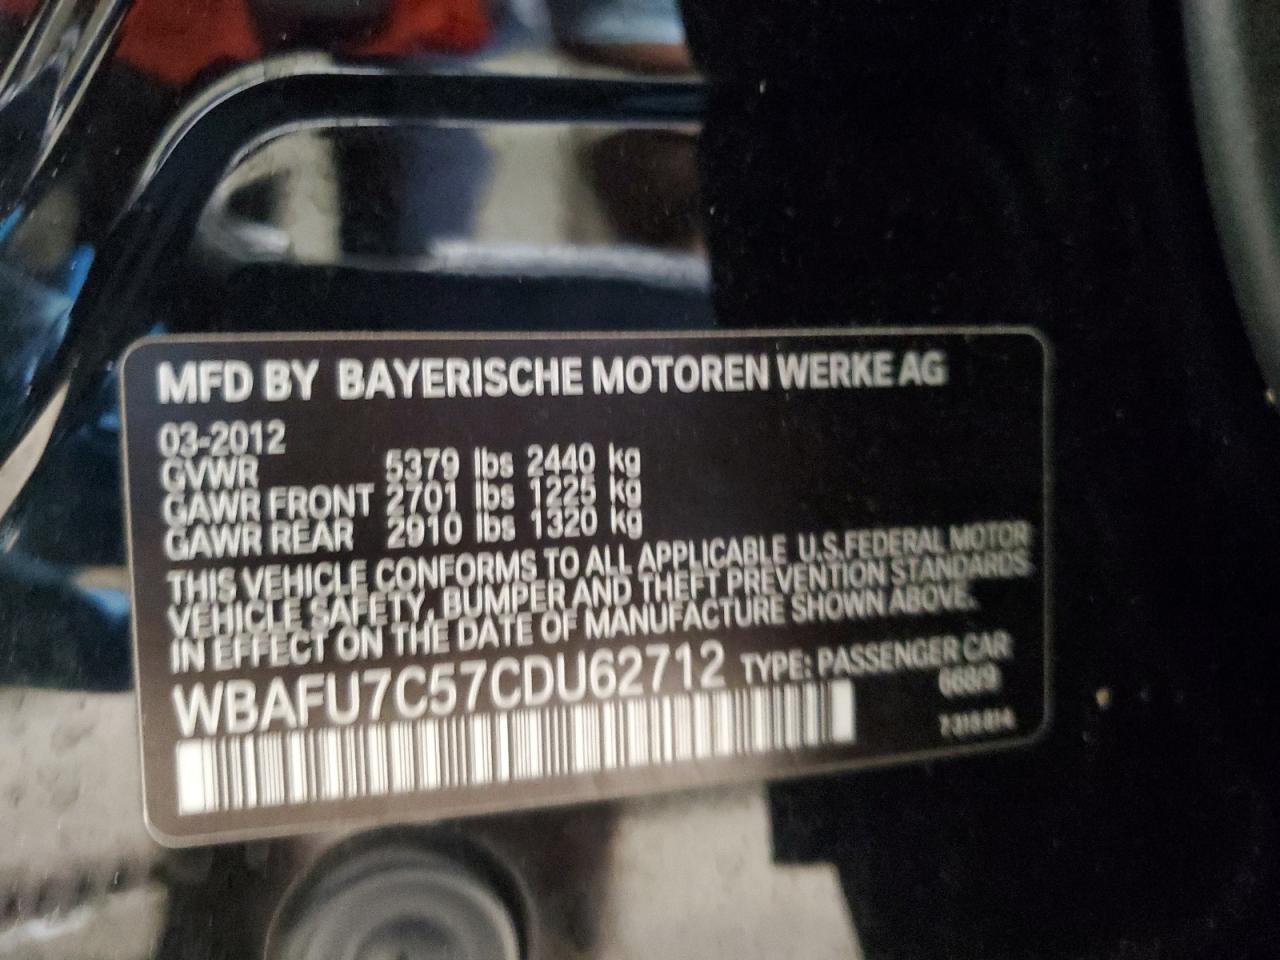 MFD BY BAYERISCHE MOTOREN WERKE AG
03-2012
GVWR 5379 lbs 2440 kg
GAWR FRONT 2701 lbs 1225 kg
GAWR REAR 2910 lbs 1320 kg
THIS VEHICLE CONFORMS TO ALL APPLICABLE U.S.FEDERAL MOTOR
VEHICLE SAFETY, BUMPER AND THEFT PREVENTION STANDARDS
IN EFFECT ON THE DATE OF MANUFACTURE SHOWN ABOVE.
WBAFU7C57CDU62712 TYPE: PASSENGER CAR
668/9